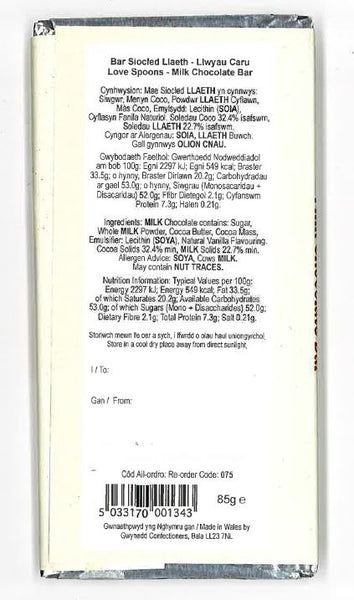 Bar Siocled Llaeth - Llwyau Caru
Love Spoons - Milk Chocolate Bar
Cynhwysion: Mae Siocled LLAETH yn cynnwys:
Siwgwr, Menyn Coco, Powdwr LLAETH Cyflawn,
Màs Coco, Emylsydd: Lecithin (SOIA),
Cyflasyn Fanila Naturiol. Soledau Coco 32.4% isafswm,
Soledau LLAETH 22.7% isafswm.
Cyngor ar Alergenau: SOIA, LLAETH Buwch.
Gall gynnwys OLION CNAU.
Gwybodaeth Faethol: Gwerthoedd Nodweddiadol
am bob 100g: Egni 2297 kJ; Egni 549 kcal; Braster
33.5g; o hynny, Braster Dirlawn 20.2g; Carbohydradau
ar gael 53.0g; o hynny, Siwgrau (Monosacaridau +
Disacaridau) 52.0g; Ffibr Dietegol 2.1g; Cyfanswm
Protein 7.3g; Halen 0.21g.
Ingredients: MILK Chocolate contains: Sugar,
Whole MILK Powder, Cocoa Butter, Cocoa Mass,
Emulsifier: Lecithin (SOYA), Natural Vanilla Flavouring.
Cocoa Solids 32.4% min, MILK Solids 22.7% min.
Allergen Advice: SOYA, Cows MILK.
May contain NUT TRACES.
Nutrition Information: Typical Values per 100g:
Energy 2297 kJ; Energy 549 kcal; Fat 33.5g;
of which Saturates 20.2g; Available Carbohydrates
53.0g; of which Sugars (Mono + Disaccharides) 52.0g;
Dietary Fibre 2.1g; Total Protein 7.3g; Salt 0.21g.
Storiwch mewn lle oer a sych, i ffwrdd o olau haul uniongyrchol.
Store in a cool dry place away from direct sunlight.
I / To:
Gan / From:
Côd Ail-ordro: Re-order Code: 075
5 033170 001343
85g e
Gwnaethpwyd yng Nghymru gan / Made in Wales by
Gwynedd Confectioners, Bala LL23 7NL